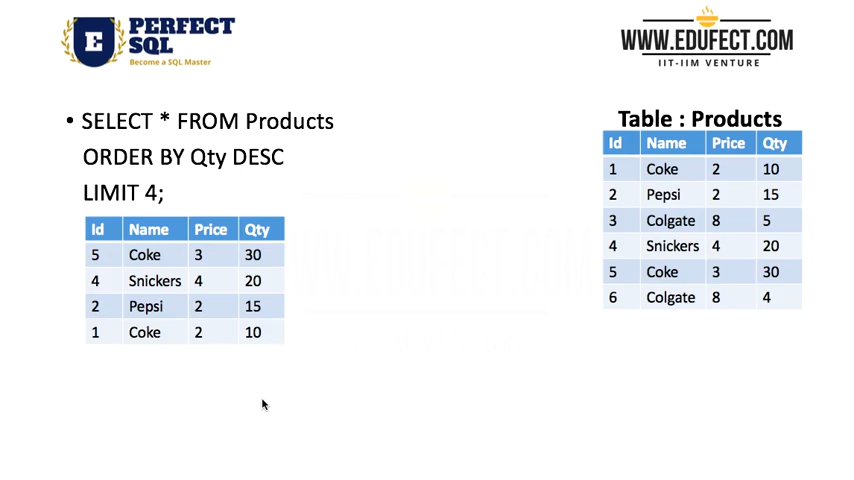 PERFECT
SQL
Become a SQL Master
E
WWW.EDUFECT.COM
IIT-IIM VENTURE
• SELECT * FROM Products
ORDER BY Qty DESC
LIMIT 4;
Id Name Price Qty
5 Coke 3 30
4 Snickers 4 20
2 Pepsi 2 15
1 Coke 2 10
Table : Products
Id Name Price Qty
1 Coke 2 10
2 Pepsi 2 15
3 Colgate 8 5
4 Snickers 4 20
5 Coke 3 30
6 Colgate 8 4
WWW.EDUFECT.COM